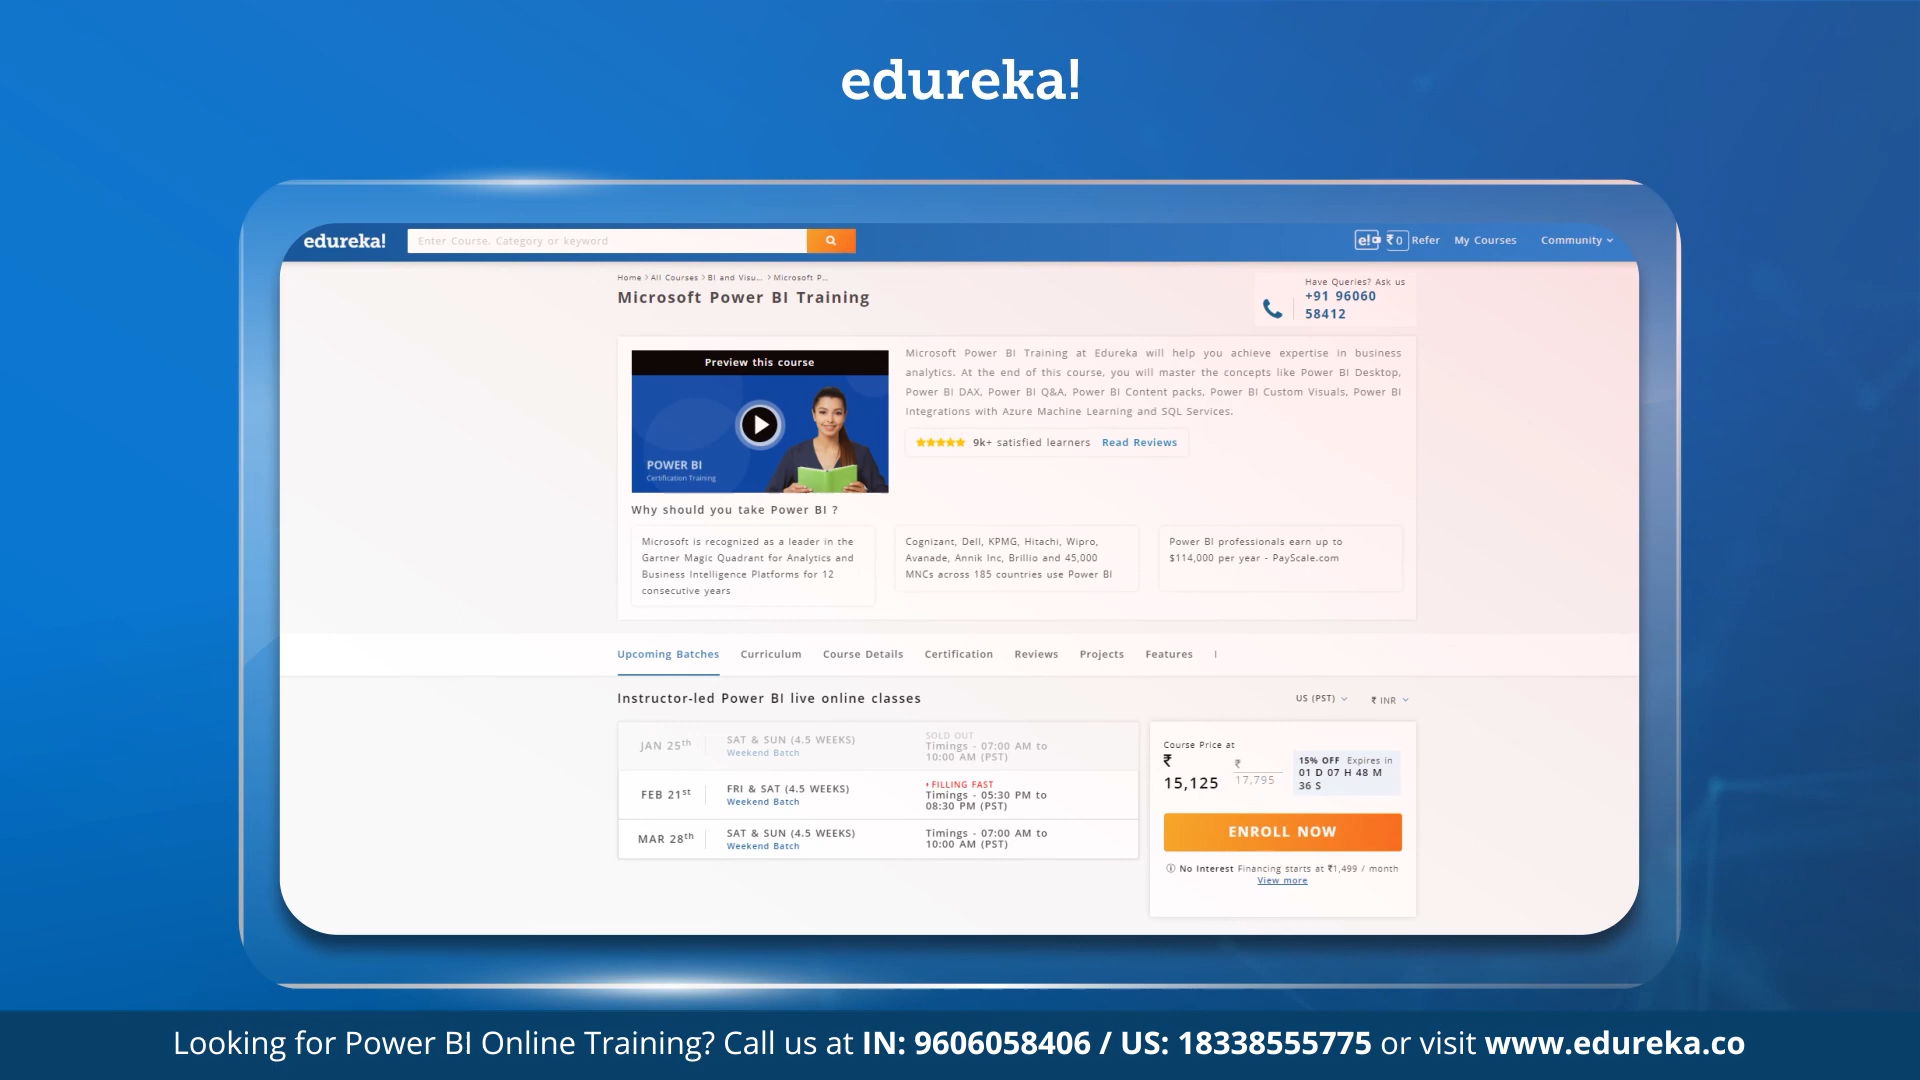 edureka!
edureka!
Enter Course, Category or keyword
e! ₹ 0 Refer My Courses Community
Home > All Courses > BI and Visu... > Microsoft P...
Microsoft Power BI Training
Have Queries? Ask us
+91 96060
58412
Preview this course
POWER BI
Certification Training
Microsoft Power BI Training at Edureka will help you achieve expertise in business
analytics. At the end of this course, you will master the concepts like Power BI Desktop,
Power BI DAX, Power BI Q&A, Power BI Content packs, Power BI Custom Visuals, Power BI
Integrations with Azure Machine Learning and SQL Services.
9k+ satisfied learners Read Reviews
Why should you take Power BI ?
Microsoft is recognized as a leader in the
Gartner Magic Quadrant for Analytics and
Business Intelligence Platforms for 12
consecutive years
Cognizant, Dell, KPMG, Hitachi, Wipro,
Avanade, Annik Inc, Brillio and 45,000
MNCs across 185 countries use Power BI
Power BI professionals earn up to
$114,000 per year - PayScale.com
Upcoming Batches Curriculum Course Details Certification Reviews Projects Features
Instructor-led Power BI live online classes
US (PST) ₹ INR
JAN 25th
SAT & SUN (4.5 WEEKS)
Weekend Batch
SOLD OUT
Timings - 07:00 AM to
10:00 AM (PST)
FEB 21st
FRI & SAT (4.5 WEEKS)
Weekend Batch
FILLING FAST
Timings - 05:30 PM to
08:30 PM (PST)
MAR 28th
SAT & SUN (4.5 WEEKS)
Weekend Batch
Timings - 07:00 AM to
10:00 AM (PST)
Course Price at
₹
15,125
₹
17,795
15% OFF Expires in
01 D 07 H 48 M
36 S
ENROLL NOW
No Interest Financing starts at ₹1,499 / month
View more
Looking for Power BI Online Training? Call us at IN: 9606058406 / US: 18338555775 or visit www.edureka.co